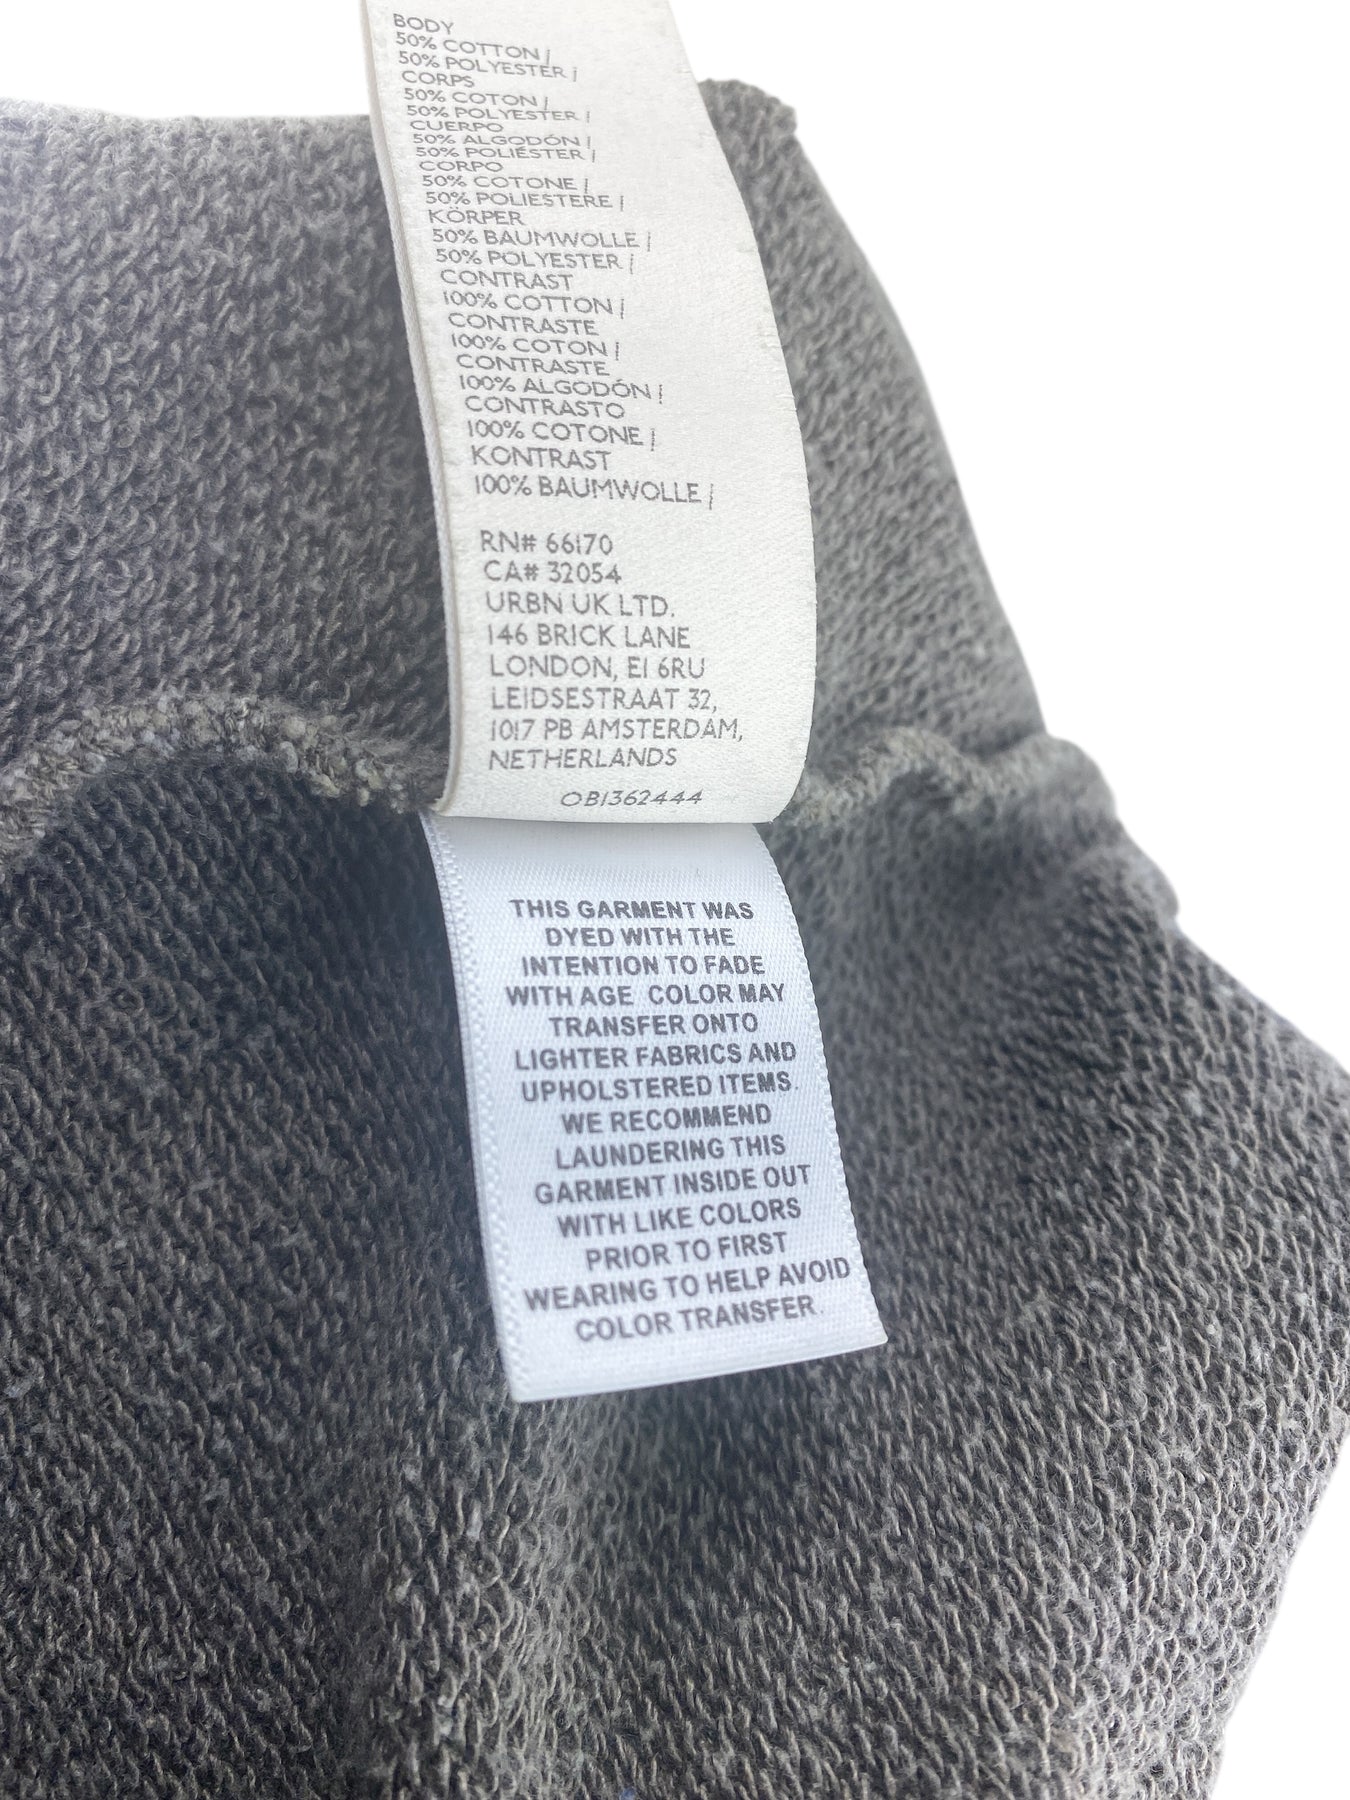 BODY
50% COTTON /
50% POLYESTER /
CORPS
50% COTON /
50% POLYESTER /
CUERPO
50% ALGODÓN /
50% POLIÉSTER /
CORPO
50% COTONE /
50% POLIESTERE /
KÖRPER
50% BAUMWOLLE /
50% POLYESTER /
CONTRAST
100% COTTON /
CONTRASTE
100% COTON /
CONTRASTE
100% ALGODÓN /
CONTRASTO
100% COTONE /
KONTRAST
100% BAUMWOLLE /
RN# 66170
CA# 32054
URBN UK LTD.
146 BRICK LANE
LONDON, E1 6RU
LEIDSESTRAAT 32,
1017 PB AMSTERDAM,
NETHERLANDS
OB1362444
THIS GARMENT WAS
DYED WITH THE
INTENTION TO FADE
WITH AGE COLOR MAY
TRANSFER ONTO
LIGHTER FABRICS AND
UPHOLSTERED ITEMS.
WE RECOMMEND
LAUNDERING THIS
GARMENT INSIDE OUT
WITH LIKE COLORS
PRIOR TO FIRST
WEARING TO HELP AVOID
COLOR TRANSFER.